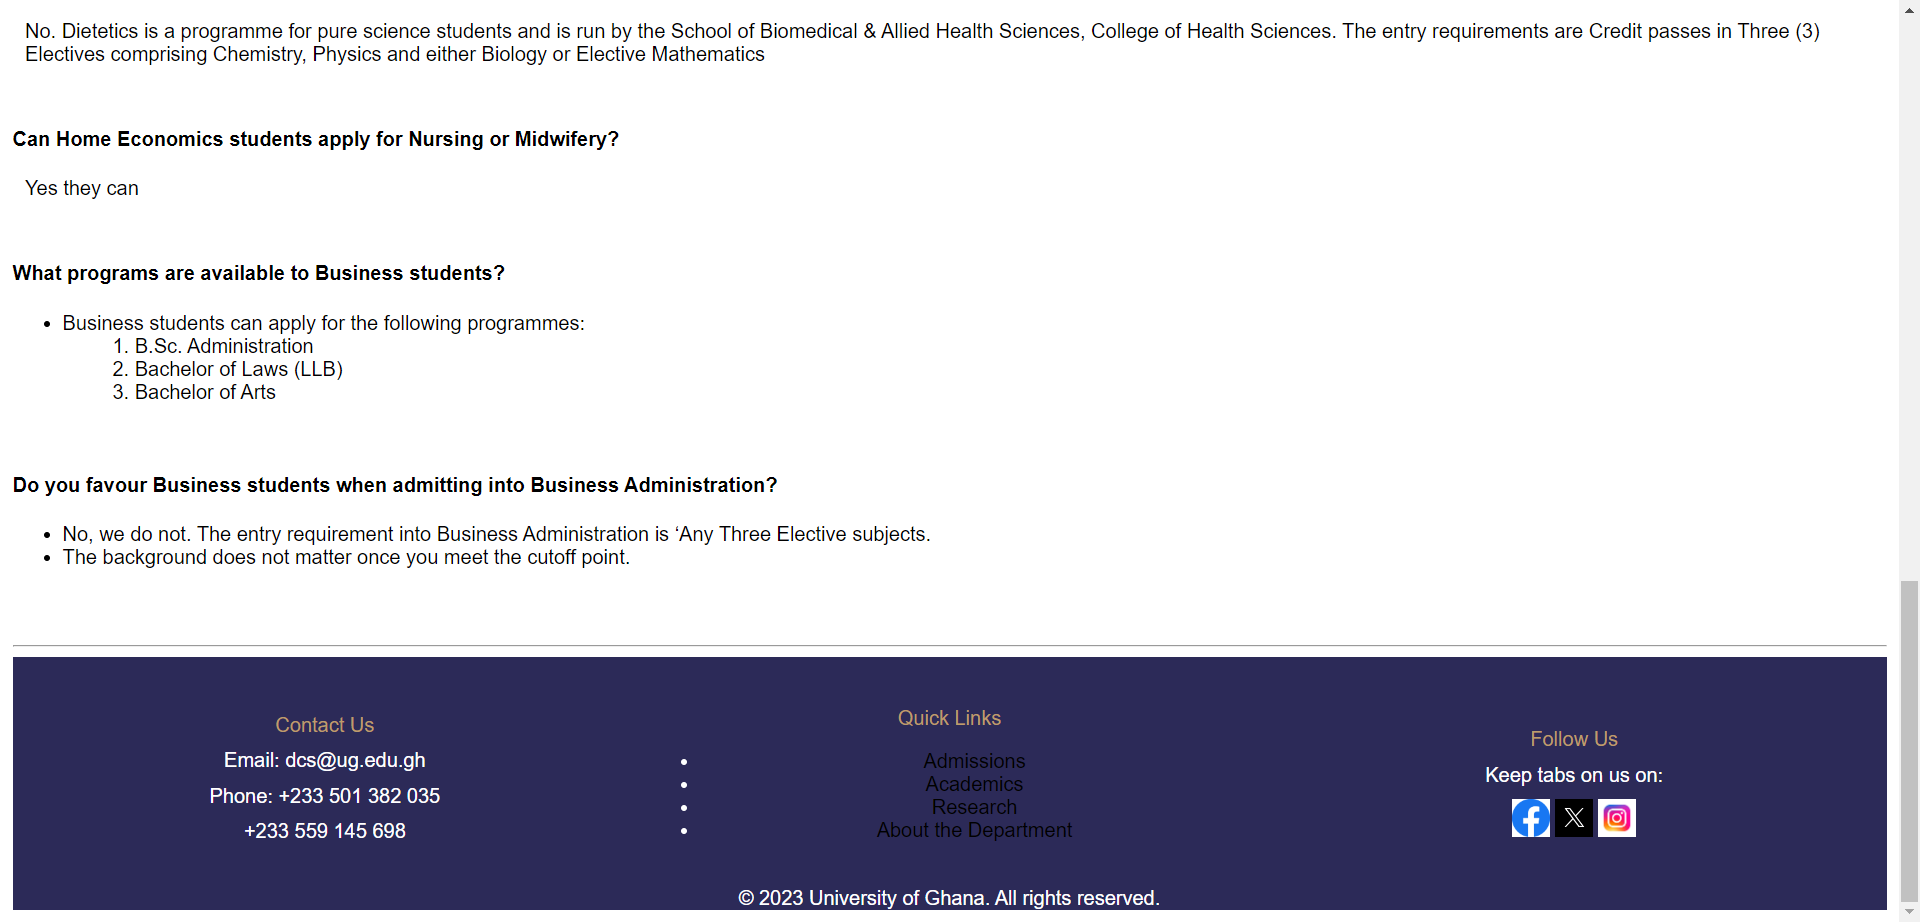 No. Dietetics is a programme for pure science students and is run by the School of Biomedical & Allied Health Sciences, College of Health Sciences. The entry requirements are Credit passes in Three (3)
Electives comprising Chemistry, Physics and either Biology or Elective Mathematics
Can Home Economics students apply for Nursing or Midwifery?
Yes they can
What programs are available to Business students?
• Business students can apply for the following programmes:
1. B.Sc. Administration
2. Bachelor of Laws (LLB)
3. Bachelor of Arts
Do you favour Business students when admitting into Business Administration?
• No, we do not. The entry requirement into Business Administration is ‘Any Three Elective subjects.
• The background does not matter once you meet the cutoff point.
Contact Us
Email: dcs@ug.edu.gh
Phone: +233 501 382 035
+233 559 145 698
Quick Links
• Admissions
• Academics
• Research
• About the Department
Follow Us
Keep tabs on us on:
© 2023 University of Ghana. All rights reserved.